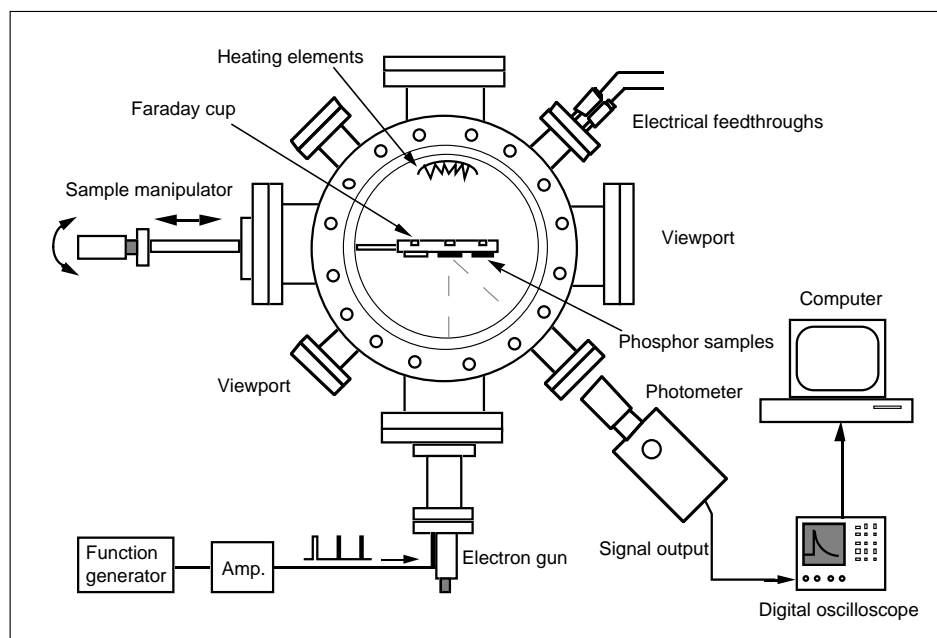 Heating elements
Faraday cup
Electrical feedthroughs
Sample manipulator
Viewport
Computer
Phosphor samples
Viewport
Photometer
Function
generator
Amp.
Electron gun
Signal output
Digital oscilloscope